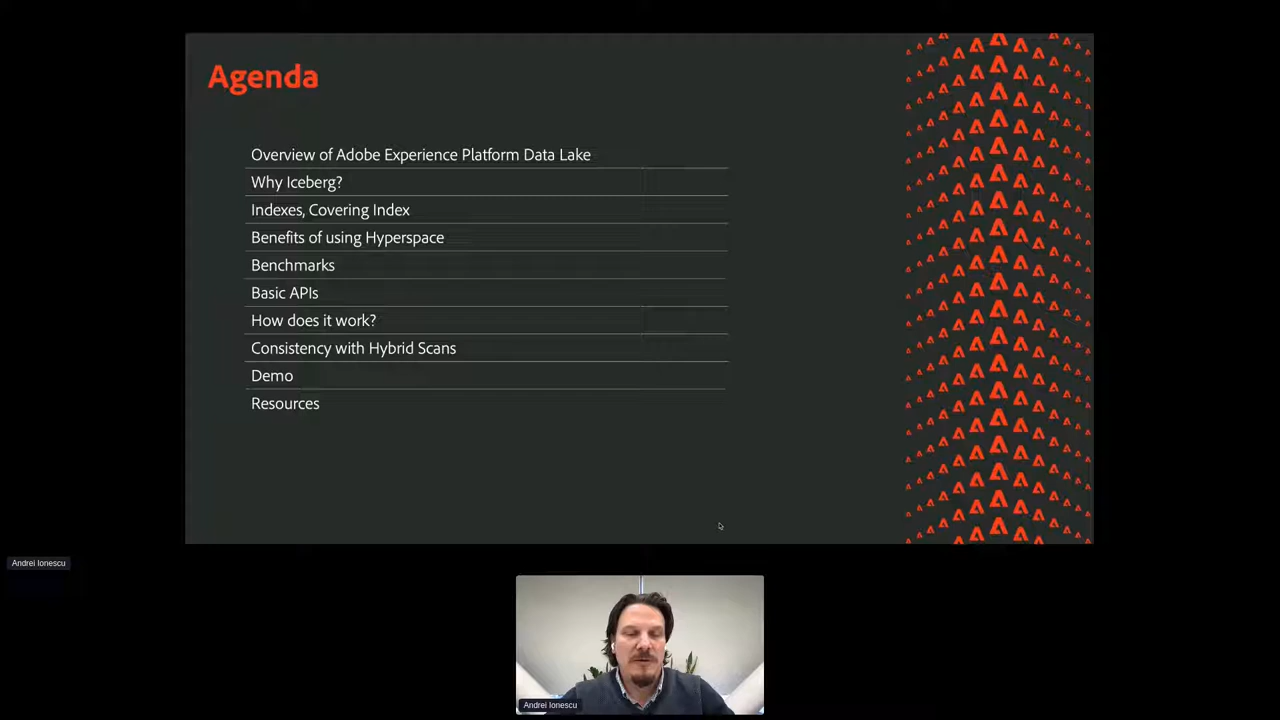 Agenda
Overview of Adobe Experience Platform Data Lake
Why Iceberg?
Indexes, Covering Index
Benefits of using Hyperspace
Benchmarks
Basic APIs
How does it work?
Consistency with Hybrid Scans
Demo
Resources
Andrei Ionescu
Andrei Ionescu